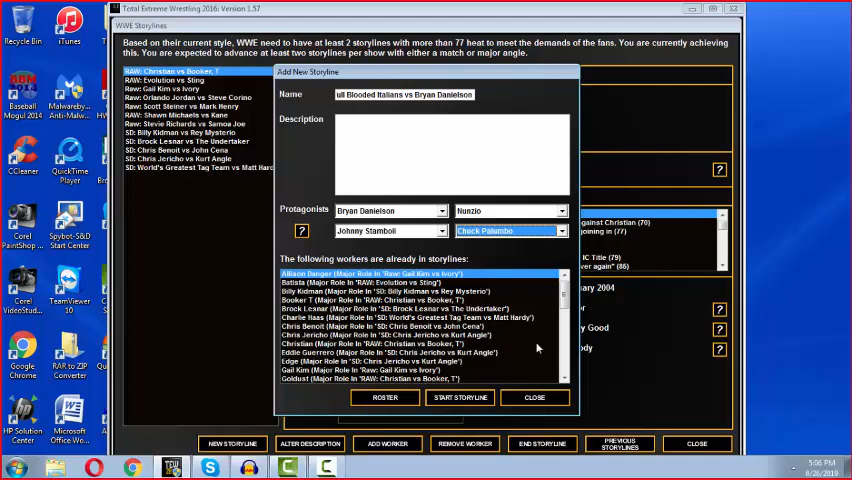 Total Extreme Wrestling 2016: Version 1.57
WWE Storylines
Based on their current style, WWE need to have at least 2 storylines with more than 77 heat to meet the demands of the fans. You are currently achieving
this. You are expected to advance at least two storylines per show with either a match or major angle.
RAW: Christian vs Booker, T
RAW: Evolution vs Sting
RAW: Gail Kim vs Ivory
RAW: Orlando Jordan vs Steve Corino
RAW: Scott Steiner vs Mark Henry
RAW: Shawn Michaels vs Kane
RAW: Stevie Richards vs Samoa Joe
SD: Billy Kidman vs Rey Mysterio
SD: Brock Lesnar vs The Undertaker
SD: Chris Benoit vs John Cena
SD: Chris Jericho vs Kurt Angle
SD: World's Greatest Tag Team vs Matt Hard
Add New Storyline
Name
ull Blooded Italians vs Bryan Danielson
Description
Protagonists
Bryan Danielson
Nunzio
?
Johnny Stamboli
Chuck Palumbo
The following workers are already in storylines:
Allison Danger (Major Role In 'Raw: Gail Kim vs Ivory')
Batista (Major Role In 'RAW: Evolution vs Sting')
Billy Kidman (Major Role In 'SD: Billy Kidman vs Rey Mysterio')
Booker T (Major Role In 'RAW: Christian vs Booker, T')
Brock Lesnar (Major Role In 'SD: Brock Lesnar vs The Undertaker')
Charlie Haas (Major Role In 'SD: World's Greatest Tag Team vs Matt Hardy')
Chris Benoit (Major Role In 'SD: Chris Benoit vs John Cena')
Chris Jericho (Major Role In 'SD: Chris Jericho vs Kurt Angle')
Christian (Major Role In 'RAW: Christian vs Booker, T')
Eddie Guerrero (Major Role In 'SD: Chris Jericho vs Kurt Angle')
Edge (Major Role In 'SD: Chris Jericho vs Kurt Angle')
Gail Kim (Major Role In 'Raw: Gail Kim vs Ivory')
Goldust (Major Role In 'RAW: Christian vs Booker, T')
ROSTER
START STORYLINE
CLOSE
?
against Christian (70)
joining in (77)
IC Title (79)
ver again" (86)
uary 2004
or
?
ry Good
?
ody
?
NEW STORYLINE
ALTER DESCRIPTION
ADD WORKER
REMOVE WORKER
END STORYLINE
PREVIOUS
STORYLINES
CLOSE
Recycle Bin
iTunes
Baseball
Mogul 2014
Malwareby...
Anti-Malw...
CCleaner
QuickTime
Player
Corel
PaintShop ...
Spybot-S&D
Start Center
Corel
VideoStudi...
TeamViewer
10
Google
Chrome
RAR to ZIP
Converter
HP Solution
Center
Microsoft
Office Wo...
5:06 PM
8/26/2019